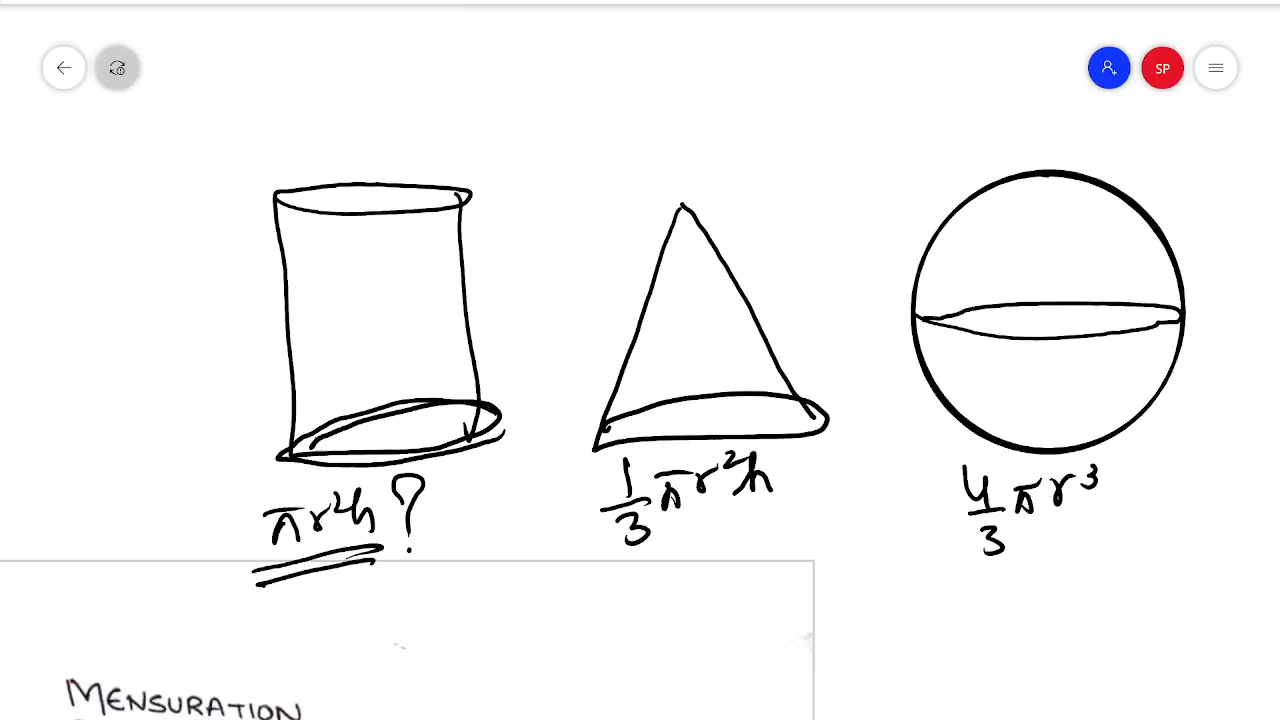 SP
πr²h ?
1/3 πr²h
4/3 πr³
MENSURATION